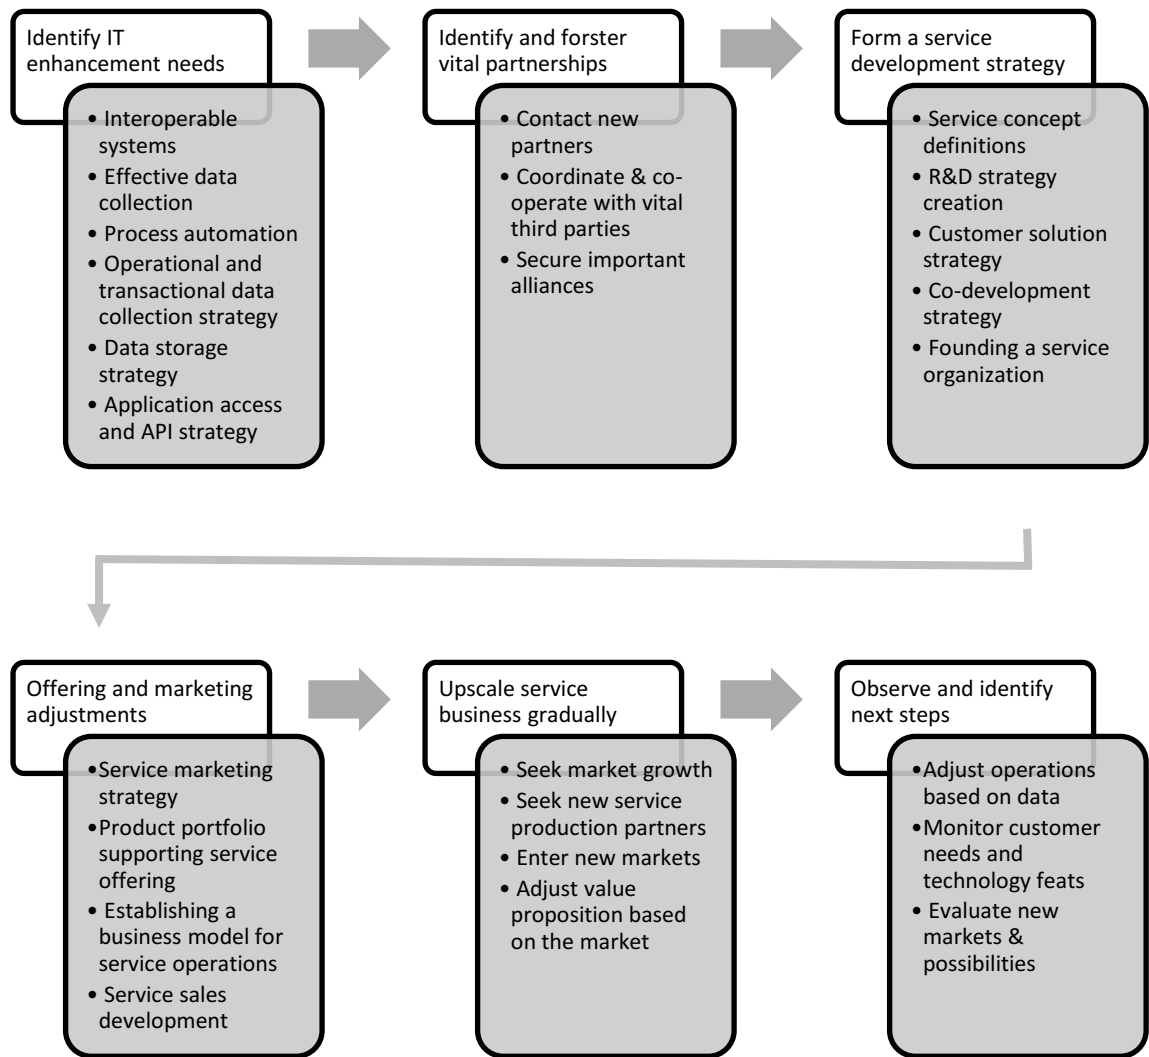 Identify IT
enhancement needs
• Interoperable
systems
• Effective data
collection
• Process automation
• Operational and
transactional data
collection strategy
• Data storage
strategy
• Application access
and API strategy
Identify and forster
vital partnerships
• Contact new
partners
• Coordinate & co-
operate with vital
third parties
• Secure important
alliances
Form a service
development strategy
• Service concept
definitions
• R&D strategy
creation
• Customer solution
strategy
• Co-development
strategy
• Founding a service
organization
Offering and marketing
adjustments
•Service marketing
strategy
•Product portfolio
supporting service
offering
• Establishing a
business model for
service operations
• Service sales
development
Upscale service
business gradually
• Seek market growth
• Seek new service
production partners
• Enter new markets
• Adjust value
proposition based
on the market
Observe and identify
next steps
•Adjust operations
based on data
•Monitor customer
needs and
technology feats
• Evaluate new
markets &
possibilities